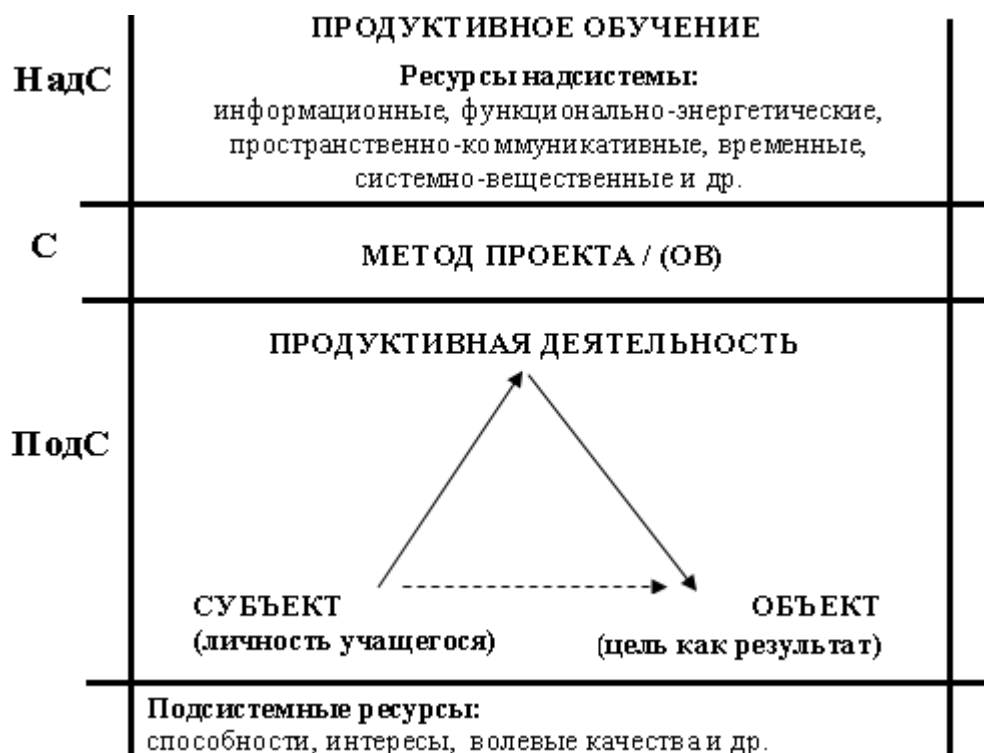 ПРОДУКТИВНОЕ ОБУЧЕНИЕ
НадС
Ресурсы надсистемы:
информационные, функционально-энергетические,
пространственно-коммуникативные, временные,
системно-вещественные и др.
С
МЕТОД ПРОЕКТА / (ОВ)
ПРОДУКТИВНАЯ ДЕЯТЕЛЬНОСТЬ
ПодС
СУБЪЕКТ
(личность учащегося)
ОБЪЕКТ
(цель как результат)
Подсистемные ресурсы:
способности, интересы, волевые качества и др.